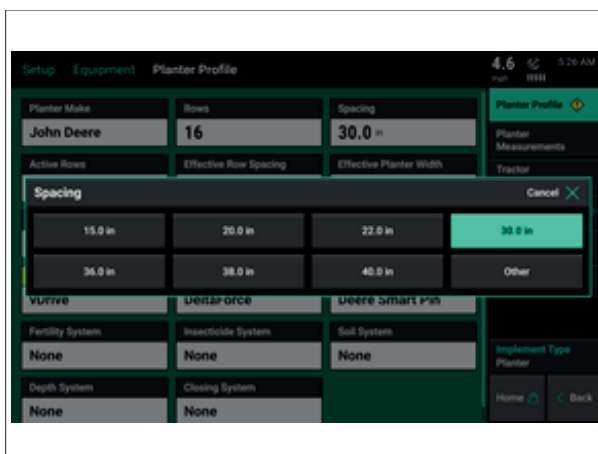 Setup Equipment Planter Profile
4.6 5:26 AM
mph
Planter Make Rows Spacing
John Deere 16 30.0 in
Planter Profile
Planter Measurements
Active Rows Effective Row Spacing Effective Planter Width
Tractor
Spacing Cancel
15.0 in 20.0 in 22.0 in 30.0 in
36.0 in 38.0 in 40.0 in Other
vDrive DeltaForce Deere Smart Pin
Fertility System Insecticide System Soil System
None None None
Implement Type
Planter
Depth System Closing System
None None
Home Back